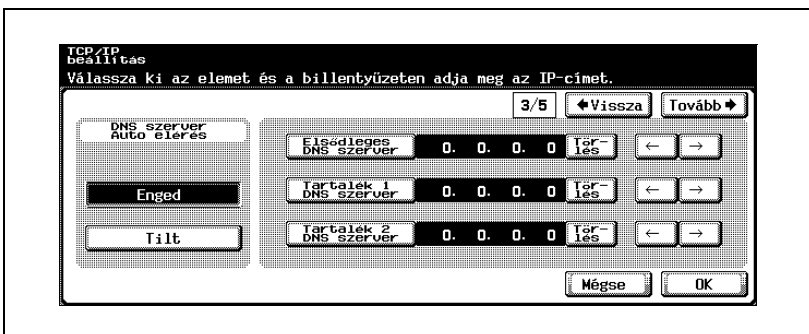 TCP/IP
beállítás
Válassza ki az elemet és a billentyűzeten adja meg az IP-címet.
3/5
Vissza
Tovább
DNS szerver
Auto elérés
Enged
Tilt
Elsődleges
DNS szerver
0. 0. 0. 0
Tör-
lés
← →
Tartalék 1
DNS szerver
0. 0. 0. 0
Tör-
lés
← →
Tartalék 2
DNS szerver
0. 0. 0. 0
Tör-
lés
← →
Mégse
OK